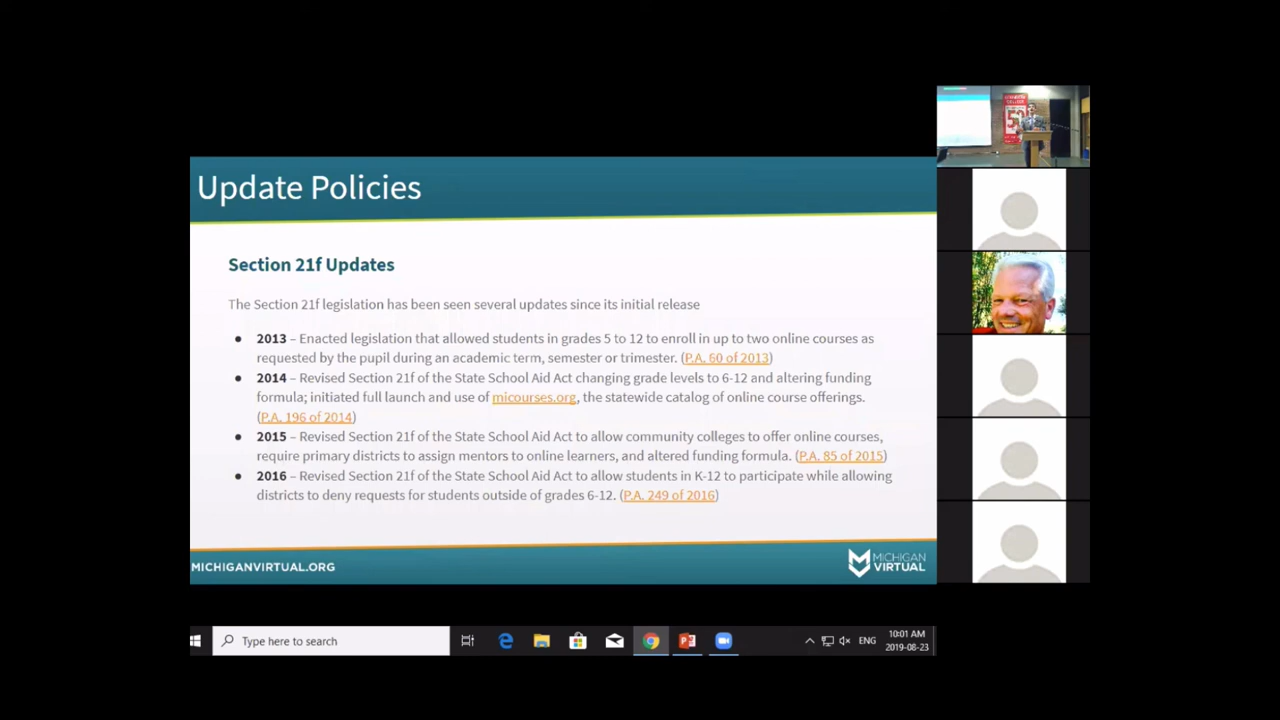 Update Policies
Section 21f Updates
The Section 21f legislation has been seen several updates since its initial release
● 2013 – Enacted legislation that allowed students in grades 5 to 12 to enroll in up to two online courses as
requested by the pupil during an academic term, semester or trimester. (P.A. 60 of 2013)
● 2014 – Revised Section 21f of the State School Aid Act changing grade levels to 6-12 and altering funding
formula; initiated full launch and use of micourses.org, the statewide catalog of online course offerings.
(P.A. 196 of 2014)
● 2015 – Revised Section 21f of the State School Aid Act to allow community colleges to offer online courses,
require primary districts to assign mentors to online learners, and altered funding formula. (P.A. 85 of 2015)
● 2016 – Revised Section 21f of the State School Aid Act to allow students in K-12 to participate while allowing
districts to deny requests for students outside of grades 6-12. (P.A. 249 of 2016)
MICHIGANVIRTUAL.ORG
MICHIGAN
VIRTUAL
Type here to search
ENG
10:01 AM
2019-08-23